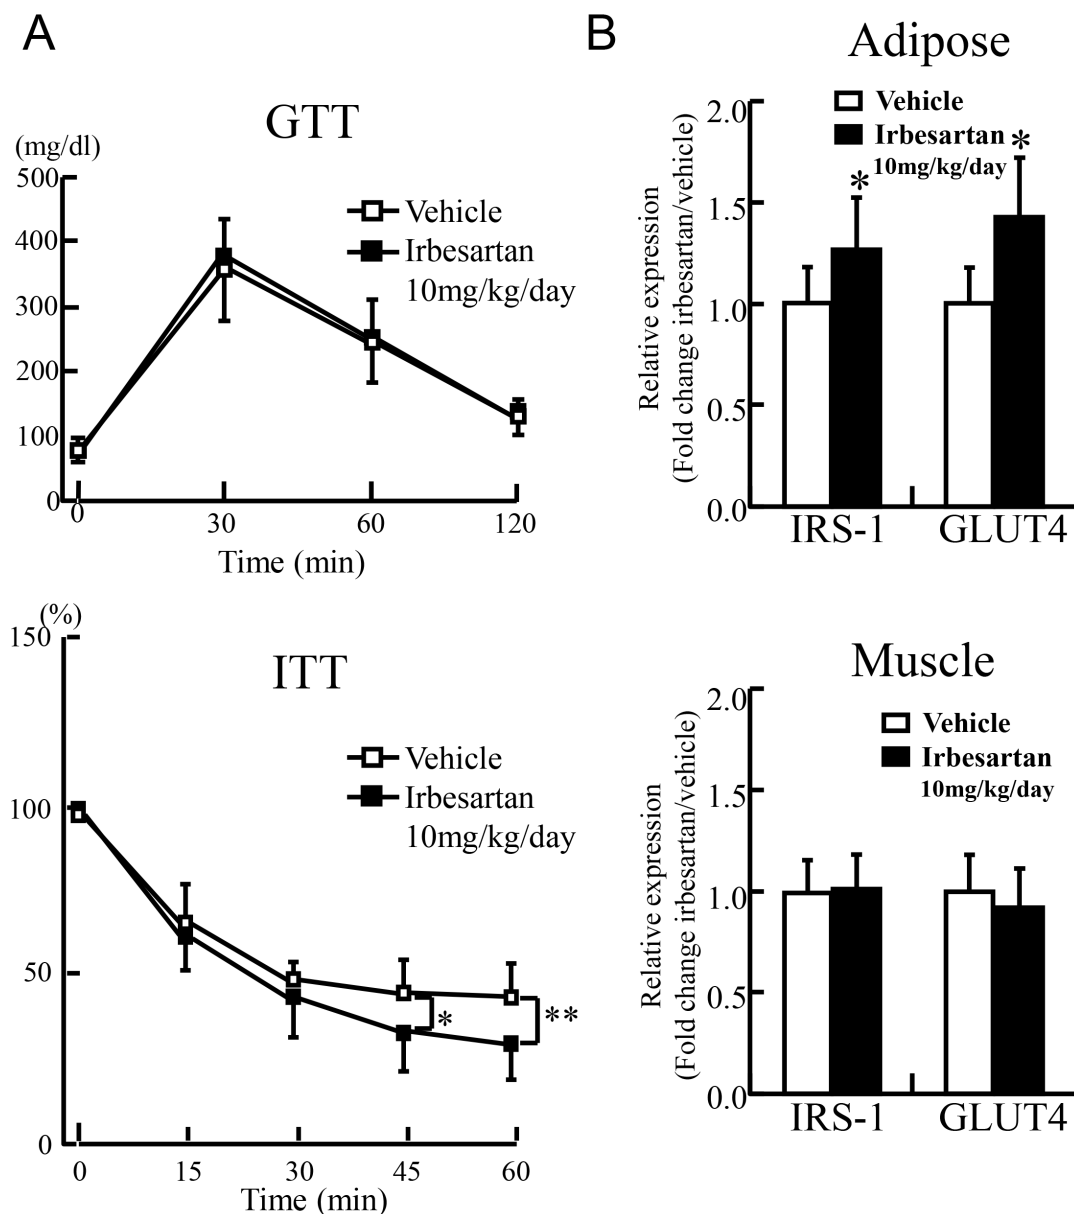 A
GTT
(mg/dl)
500
400
300
200
100
0
Vehicle
Irbesartan
10mg/kg/day
0 30 60 120
Time (min)
(%)
150
100
50
0
ITT
Vehicle
Irbesartan
10mg/kg/day
*
**
0 15 30 45 60
Time (min)
B
Adipose
Vehicle
Irbesartan
10mg/kg/day
*
*
Relative expression
(Fold change irbesartan/vehicle)
2.0
1.5
1.0
0.5
0.0
IRS-1 GLUT4
Muscle
Vehicle
Irbesartan
10mg/kg/day
Relative expression
(Fold change irbesartan/vehicle)
2.0
1.5
1.0
0.5
0.0
IRS-1 GLUT4